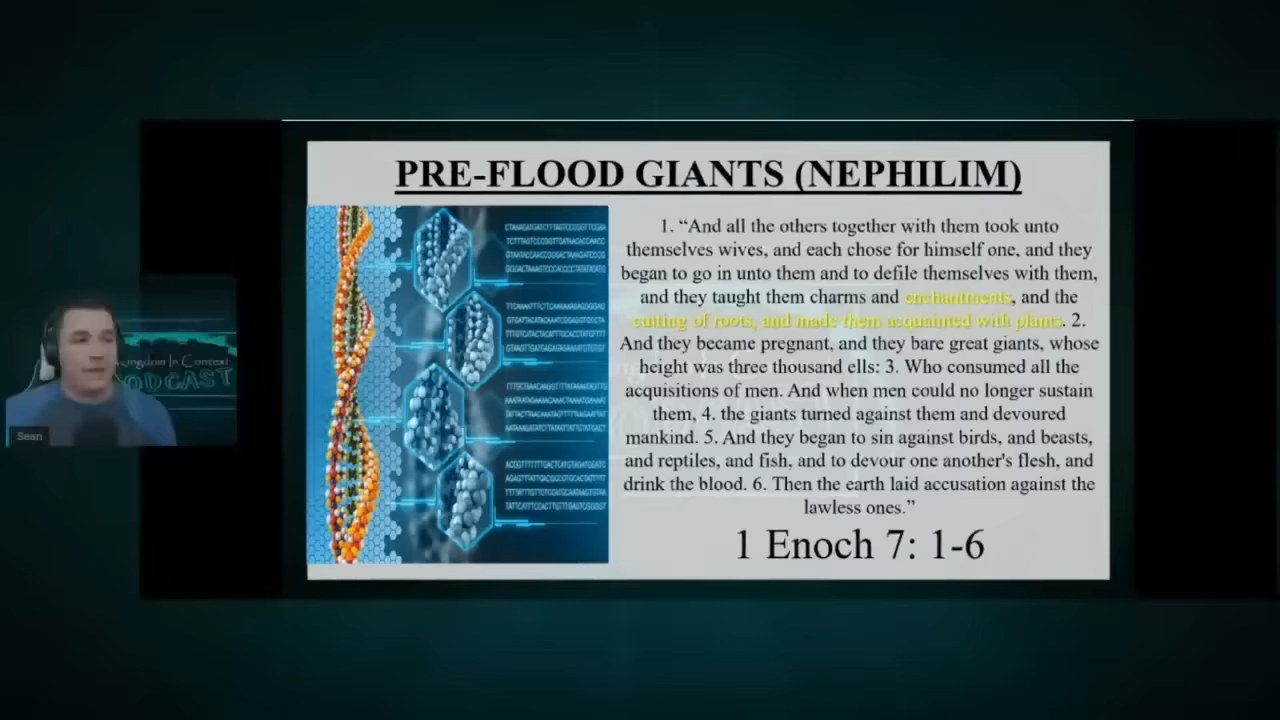 PRE-FLOOD GIANTS (NEPHILIM)
1. “And all the others together with them took unto
themselves wives, and each chose for himself one, and they
began to go in unto them and to defile themselves with them,
and they taught them charms and enchantments, and the
cutting of roots, and made them acquainted with plants. 2.
And they became pregnant, and they bare great giants, whose
height was three thousand ells: 3. Who consumed all the
acquisitions of men. And when men could no longer sustain
them, 4. the giants turned against them and devoured
mankind. 5. And they began to sin against birds, and beasts,
and reptiles, and fish, and to devour one another's flesh, and
drink the blood. 6. Then the earth laid accusation against the
lawless ones.”
1 Enoch 7: 1-6
In Context
PODCAST
Sean